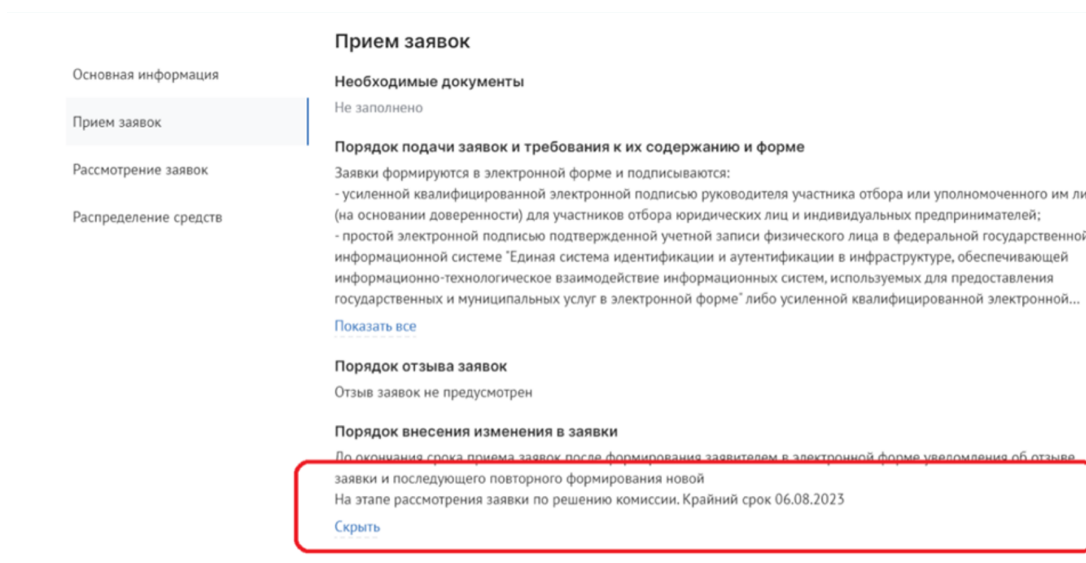 Прием заявок
Основная информация
Необходимые документы
Не заполнено
Прием заявок
Порядок подачи заявок и требования к их содержанию и форме
Рассмотрение заявок
Заявки формируются в электронной форме и подписываются:
- усиленной квалифицированной электронной подписью руководителя участника отбора или уполномоченного им ли
Распределение средств
(на основании доверенности) для участников отбора юридических лиц и индивидуальных предпринимателей;
- простой электронной подписью подтвержденной учетной записи физического лица в федеральной государственной
информационной системе "Единая система идентификации и аутентификации в инфраструктуре, обеспечивающей
информационно-технологическое взаимодействие информационных систем, используемых для предоставления
государственных и муниципальных услуг в электронной форме" либо усиленной квалифицированной электронной...
Показать все
Порядок отзыва заявок
Отзыв заявок не предусмотрен
Порядок внесения изменения в заявки
До окончания срока приема заявок после формирования заявителем в электронной форме уведомления об отзыве
заявки и последующего повторного формирования новой
На этапе рассмотрения заявки по решению комиссии. Крайний срок 06.08.2023
Скрыть